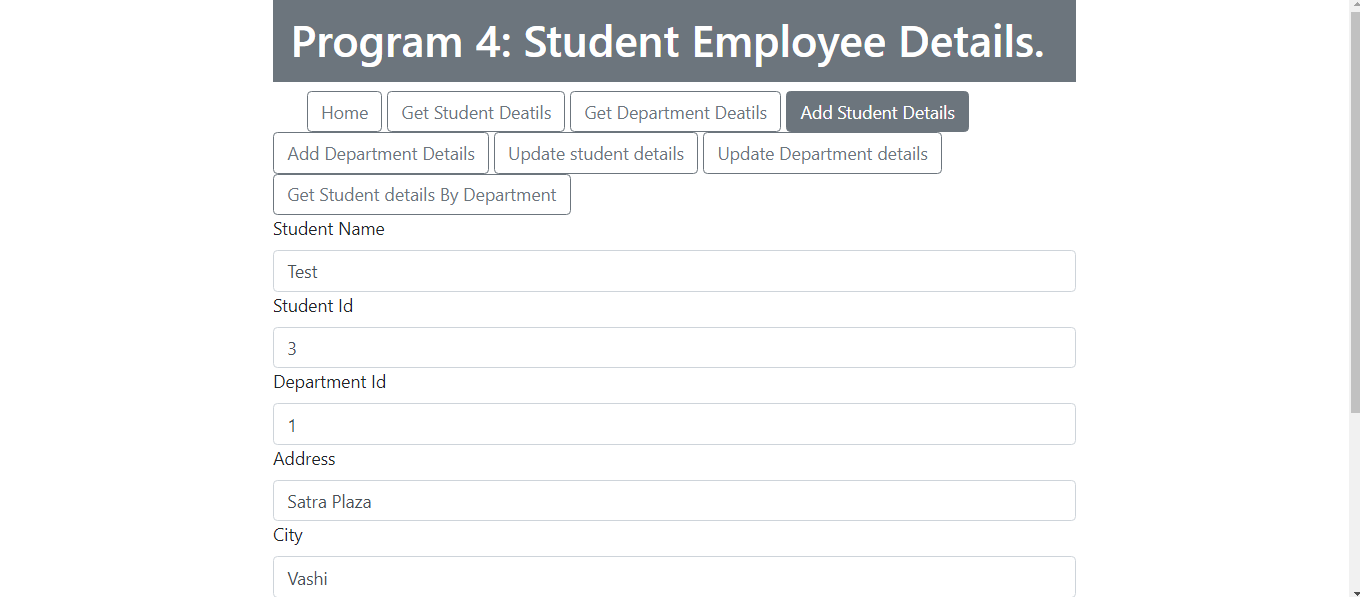 Program 4: Student Employee Details.
Home Get Student Deatils Get Department Deatils Add Student Details
Add Department Details Update student details Update Department details
Get Student details By Department
Student Name
Test
Student Id
3
Department Id
1
Address
Satra Plaza
City
Vashi